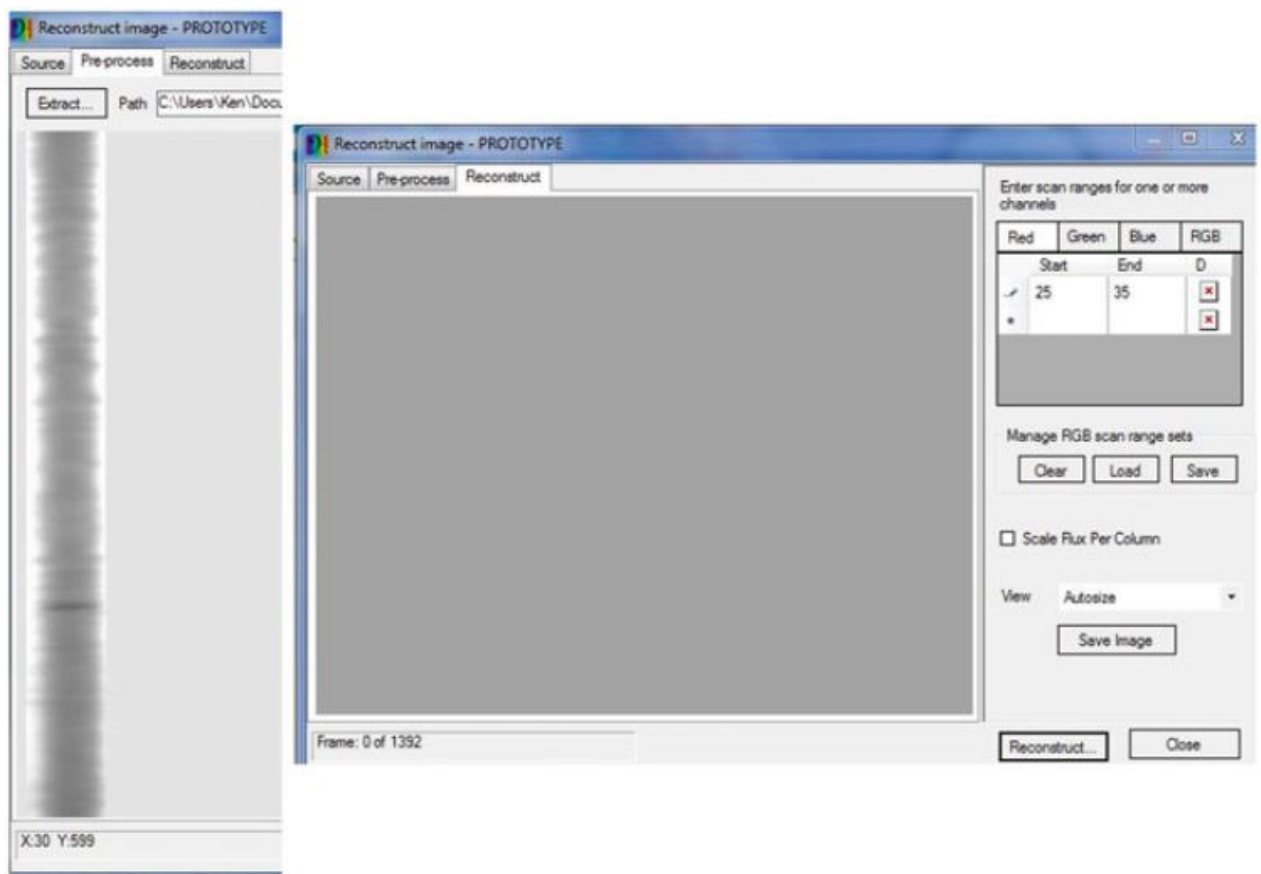 Reconstruct image - PROTOTYPE
Source Pre-process Reconstruct
Extract... Path C:\Users\Ken\Docu
X:30 Y:599
Reconstruct image - PROTOTYPE
Source Pre-process Reconstruct
Frame: 0 of 1392
Enter scan ranges for one or more
channels
Red Green Blue RGB
Start End D
25 35
Manage RGB scan range sets
Clear Load Save
Scale Flux Per Column
View Autosize
Save Image
Reconstruct... Close